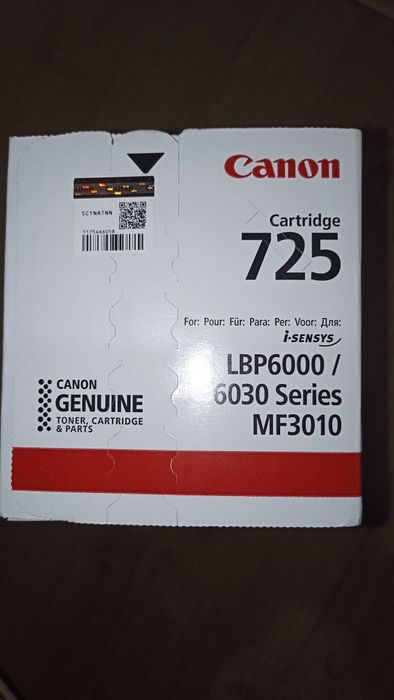 Canon
SCYNATNN
1175466058
Cartridge
725
For: Pour: Für: Para: Per: Voor: Для:
i-SENSYS
LBP6000 /
6030 Series
MF3010
CANON
GENUINE
TONER, CARTRIDGE
& PARTS